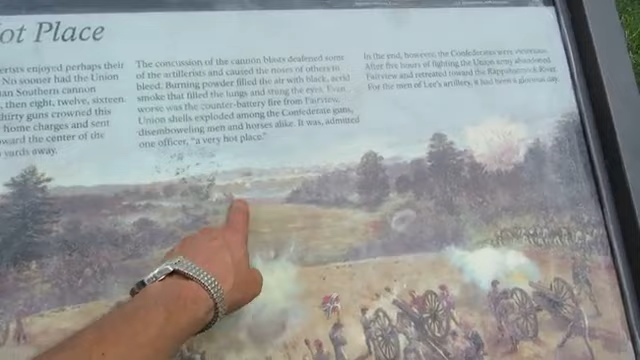 ot Place
erists enjoyed perhaps their
No sooner had the Union
an Southern cannon
, then eight, twelve, sixteen.
hirty guns crowned this
home charges and sent
oward the center of the
yards away.
The concussion of the cannon blasts deafened some
of the artillerists and caused the noses of others to
bleed. Burning powder filled the air with black, acrid
smoke that filled the lungs and stung the eyes. Even
worse was the counter-battery fire from Fairview.
Union shells exploded among the Confederate guns,
disemboweling men and horses alike. It was, admitted
one officer, "a very hot place."
In the end, however, the Confederates were victorious.
After five hours of fighting the Union army abandoned
Fairview and retreated toward the Rappahannock River.
For the men of Lee's artillery, it had been a glorious day.